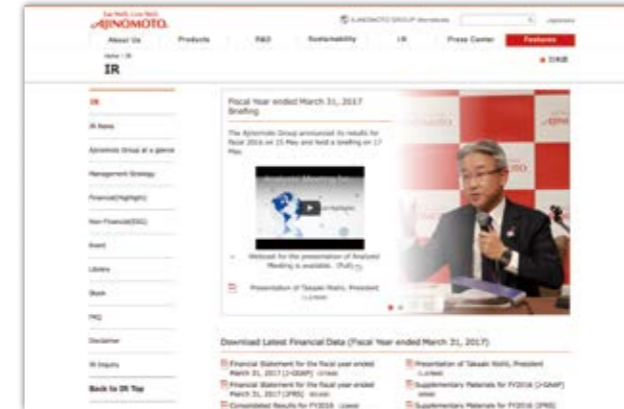 Eat Well, Live Well.
AJINOMOTO.
AJINOMOTO GROUP Worldwide
About Us Products R&D Sustainability I R Press Center Features
Home > IR
IR
日本語
IR
IR News
Ajinomoto Group at a glance
Management Strategy
Financial(Highlight)
Non-Financial(ESG)
Event
Library
Stock
FAQ
Disclaimer
IR Inquiry
Back to IR Top
Fiscal Year ended March 31, 2017
Briefing
The Ajinomoto Group announced its results for
fiscal 2016 on 15 May and held a briefing on 17
May.
Analysts Meeting for
Webcast for the presentation of Analysts
Meeting is available. (Full)
Presentation of Takaaki Nishii, President
Download Latest Financial Data (Fiscal Year ended March 31, 2017)
Financial Statement for the fiscal year ended
March 31, 2017 [J-GAAP]
Financial Statement for the fiscal year ended
March 31, 2017 [IFRS]
Consolidated Results for FY2016
Presentation of Takaaki Nishii, President
Supplementary Materials for FY2016 [J-GAAP]
Supplementary Materials for FY2016 [IFRS]